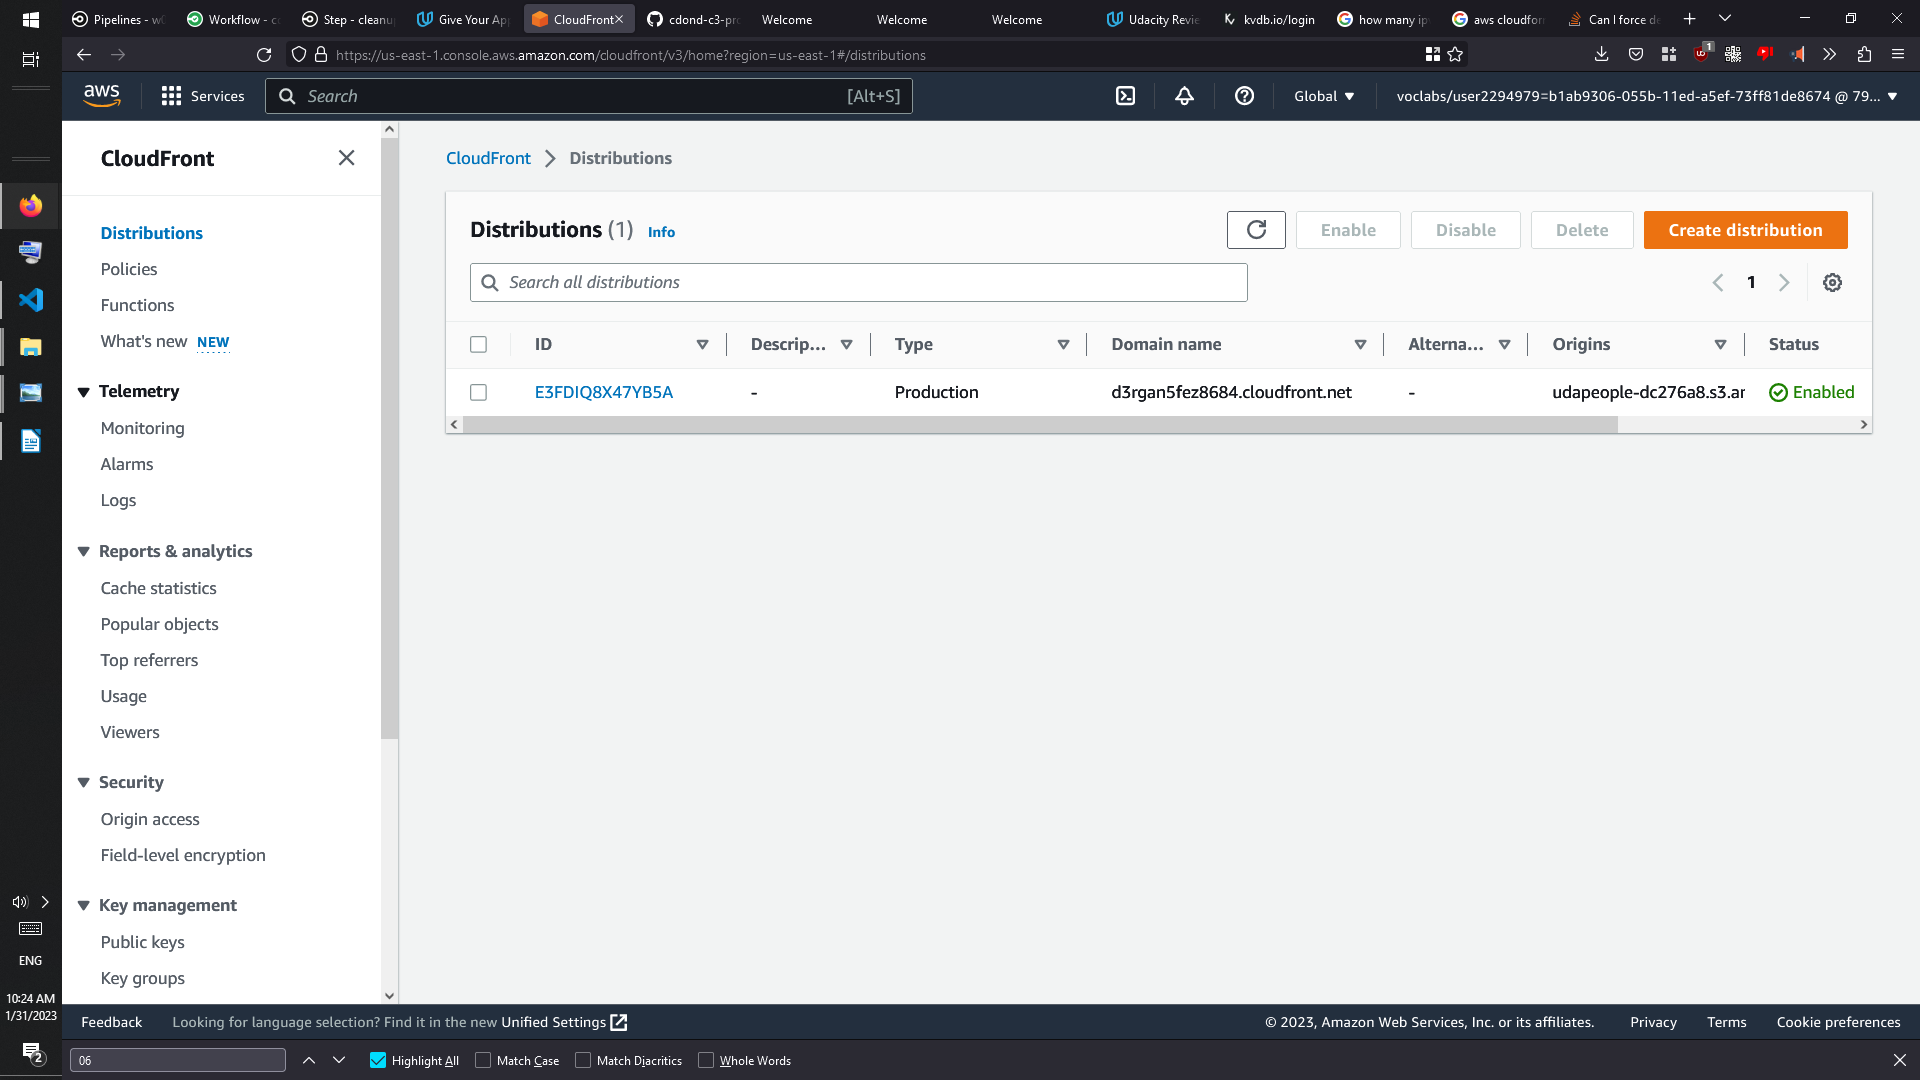 Pipelines - w
Workflow - c
Step - cleanu
Give Your Ap
CloudFront
cdond-c3-pr
Welcome
Welcome
Welcome
Udacity Revie
kvdb.io/login
how many ip
aws cloudfor
Can I force de
https://us-east-1.console.aws.amazon.com/cloudfront/v3/home?region=us-east-1#/distributions
1
aws
Services
Search
[Alt+S]
Global
voclabs/user2294979=b1ab9306-055b-11ed-a5ef-73ff81de8674 @ 79...
CloudFront
Distributions
Policies
Functions
What's new NEW
Telemetry
Monitoring
Alarms
Logs
Reports & analytics
Cache statistics
Popular objects
Top referrers
Usage
Viewers
Security
Origin access
Field-level encryption
Key management
Public keys
Key groups
CloudFront
Distributions
Distributions (1) Info
Enable
Disable
Delete
Create distribution
Search all distributions
1
ID
Descrip...
Type
Domain name
Alterna...
Origins
Status
E3FDIQ8X47YB5A
-
Production
d3rgan5fez8684.cloudfront.net
-
udapeople-dc276a8.s3.ar
Enabled
ENG
10:24 AM
1/31/2023
2
Feedback
Looking for language selection? Find it in the new Unified Settings
© 2023, Amazon Web Services, Inc. or its affiliates.
Privacy
Terms
Cookie preferences
06
Highlight All
Match Case
Match Diacritics
Whole Words